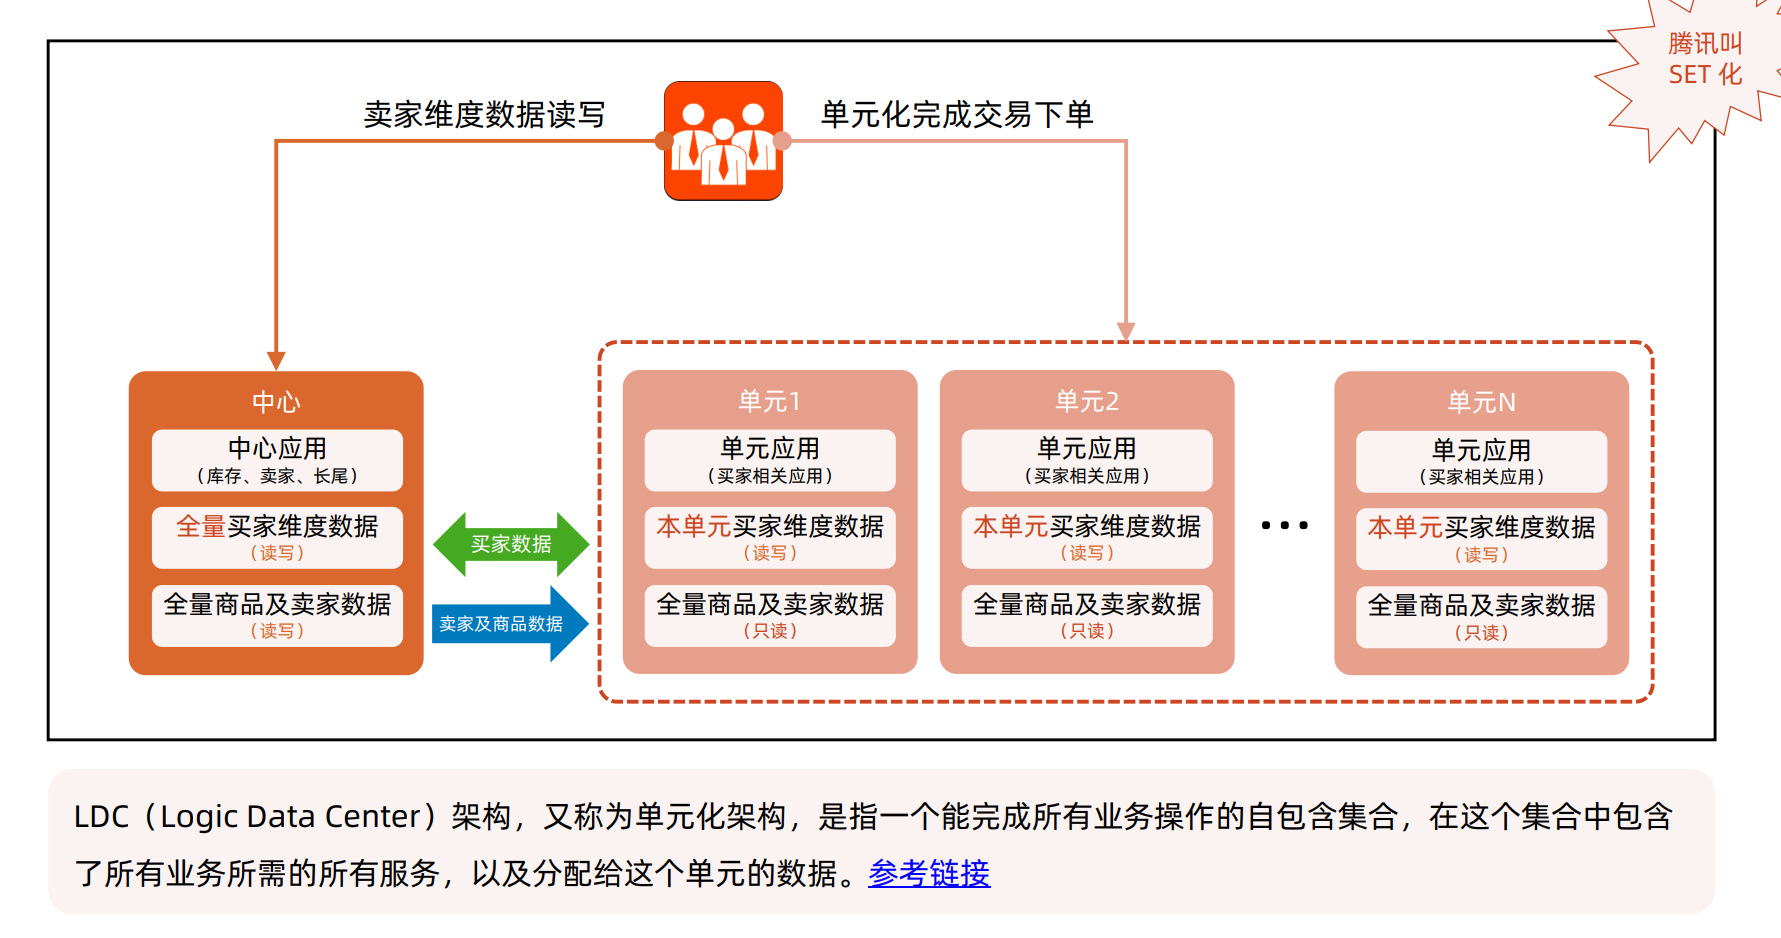 腾讯叫
SET 化
卖家维度数据读写
单元化完成交易下单
中心
中心应用
(库存、卖家、长尾)
全量买家维度数据
(读写)
全量商品及卖家数据
(读写)
买家数据
卖家及商品数据
单元1
单元应用
(买家相关应用)
本单元买家维度数据
(读写)
全量商品及卖家数据
(只读)
单元2
单元应用
(买家相关应用)
本单元买家维度数据
(读写)
全量商品及卖家数据
(只读)
...
单元N
单元应用
(买家相关应用)
本单元买家维度数据
(读写)
全量商品及卖家数据
(只读)
LDC（Logic Data Center）架构，又称为单元化架构，是指一个能完成所有业务操作的自包含集合，在这个集合中包含
了所有业务所需的所有服务，以及分配给这个单元的数据。参考链接